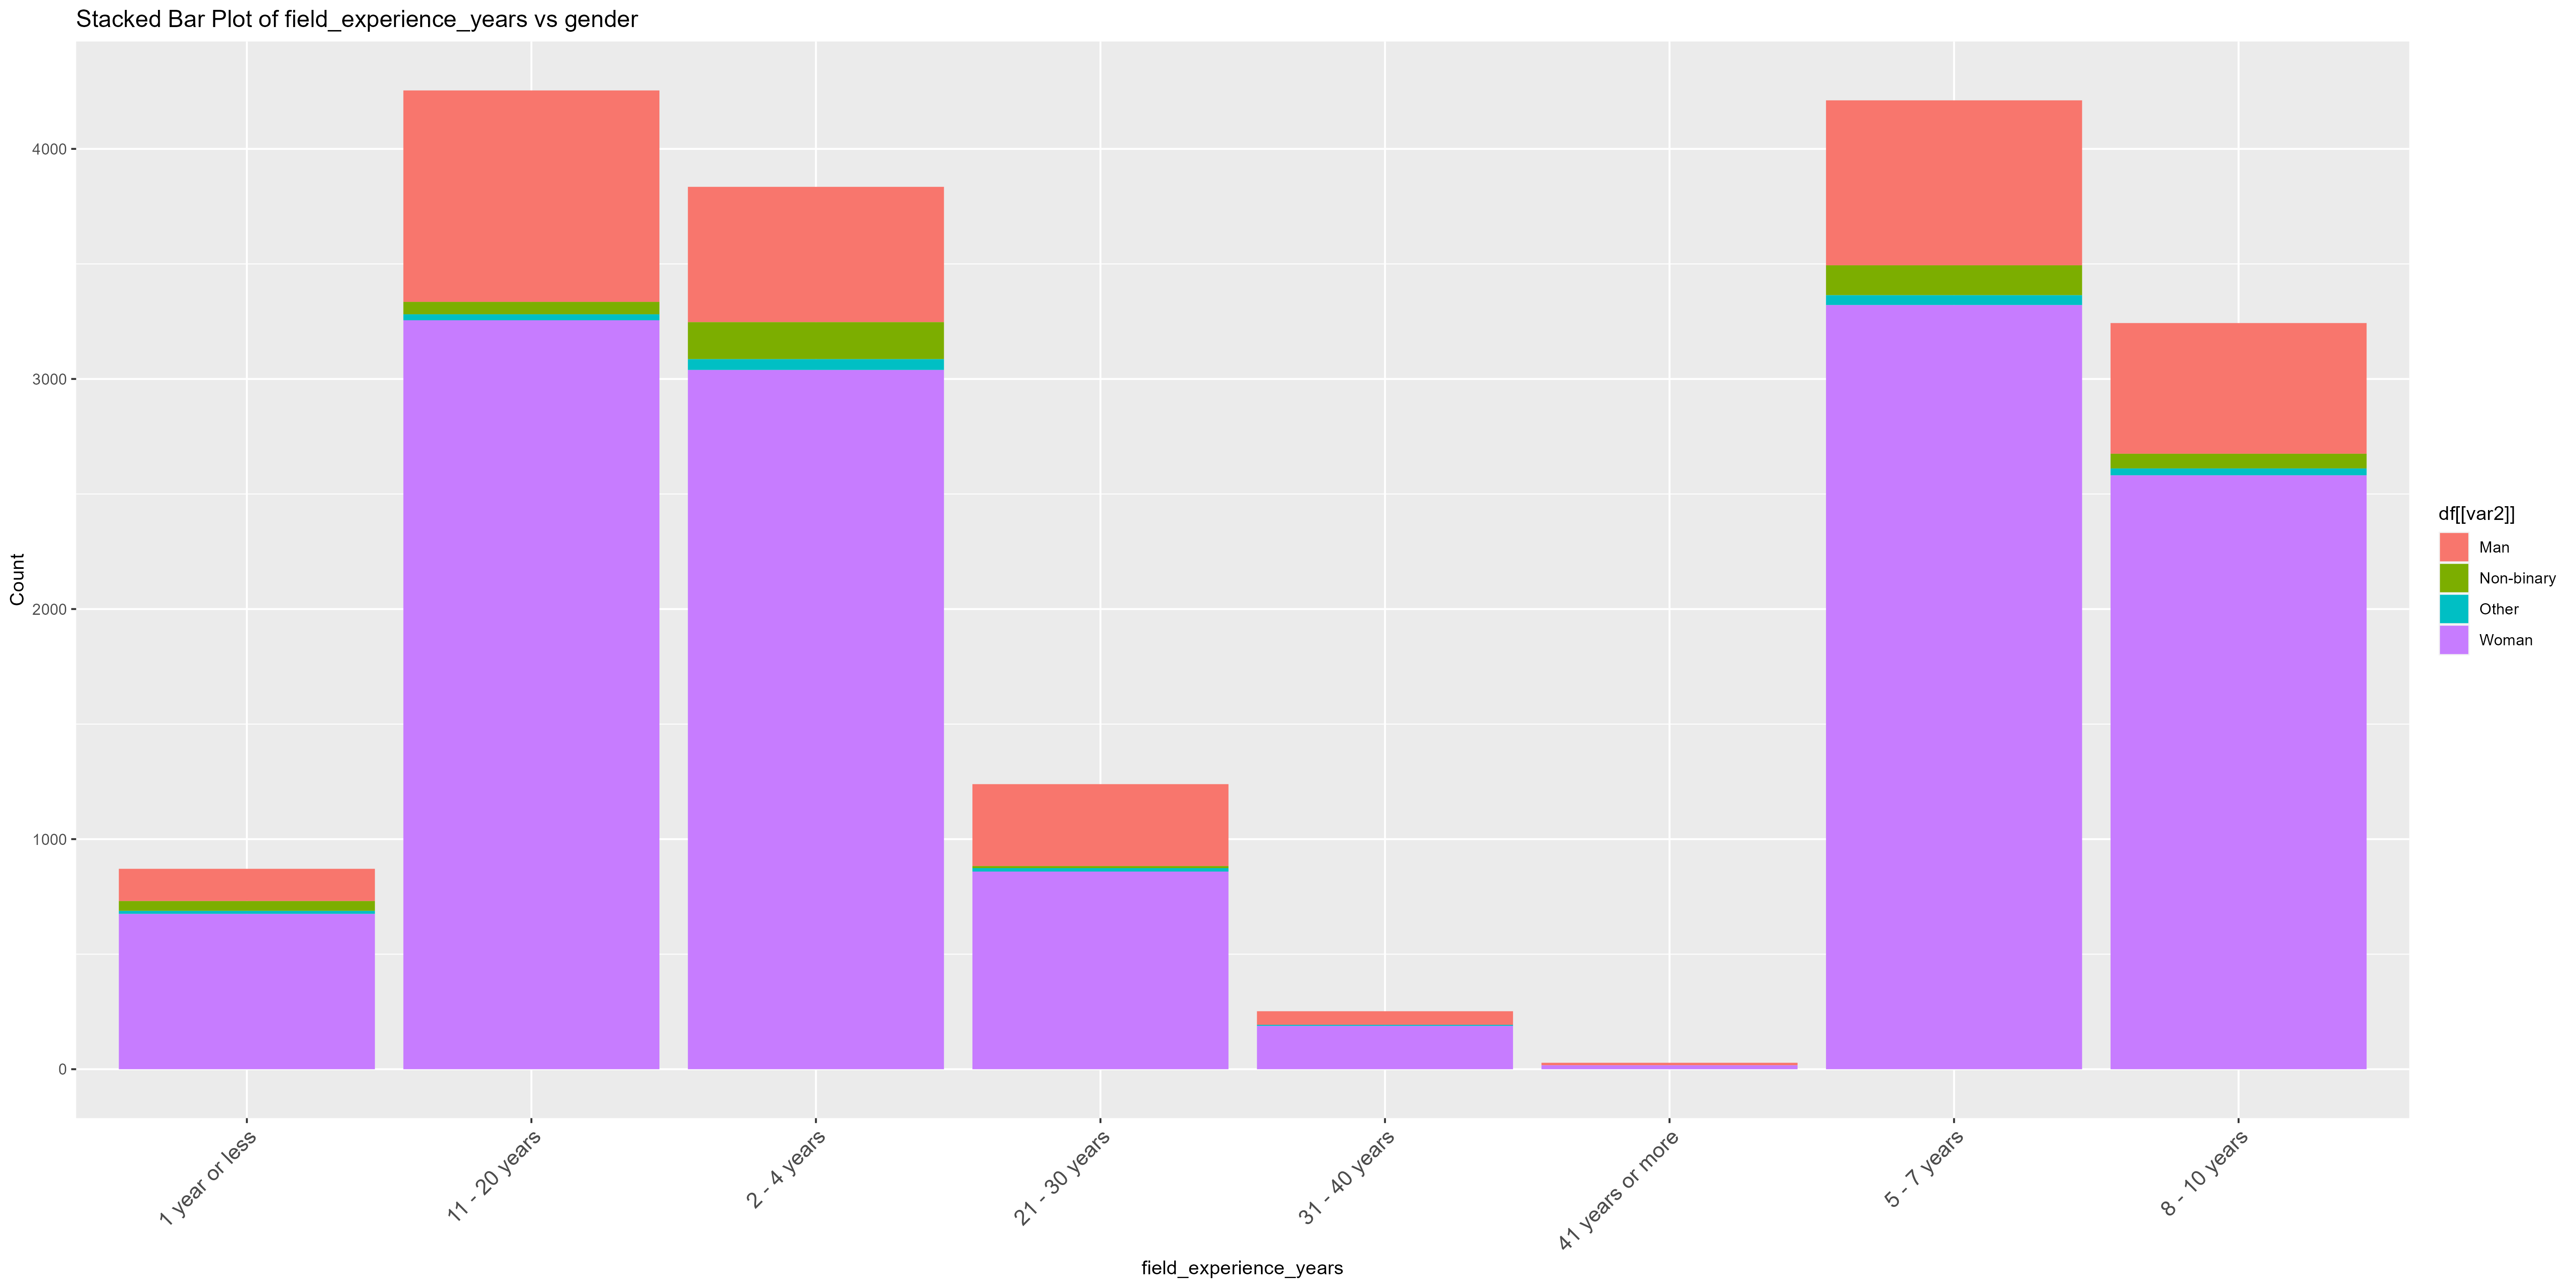 Stacked Bar Plot of field_experience_years vs gender
Count
4000
3000
2000
1000
0
1 year or less
11 - 20 years
2 - 4 years
21 - 30 years
31 - 40 years
41 years or more
5 - 7 years
8 - 10 years
field_experience_years
df[[var2]]
Man
Non-binary
Other
Woman